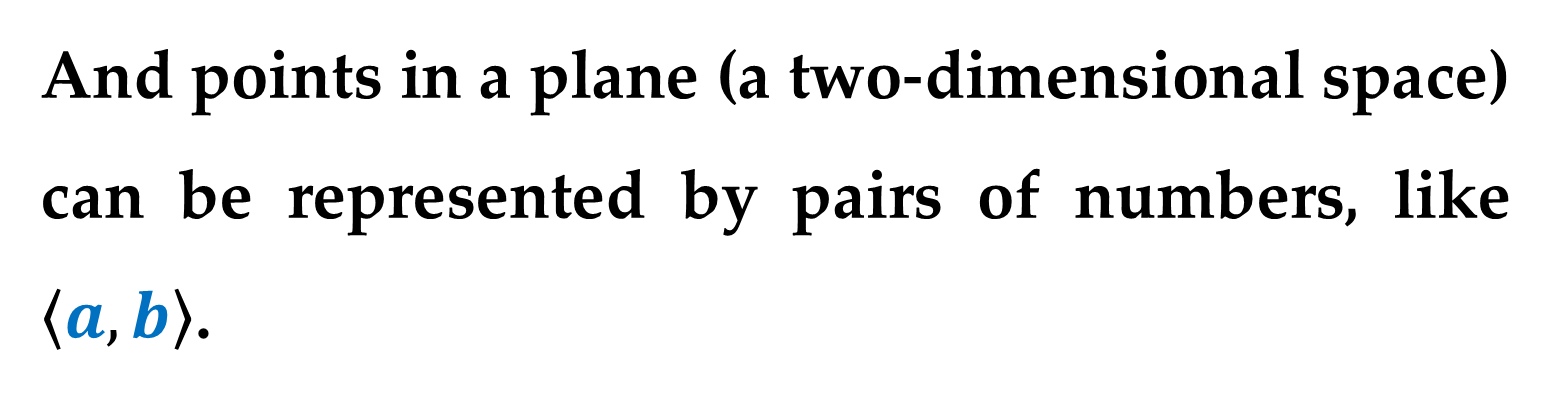 And points in a plane (a two-dimensional space)
can be represented by pairs of numbers, like
⟨a, b⟩.